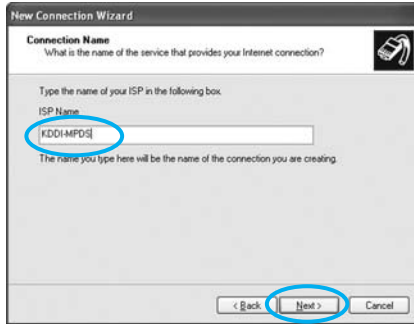 New Connection Wizard
Connection Name
What is the name of the service that provides your Internet connection?
Type the name of your ISP in the following box.
ISP Name
KDDI-MPDS
The name you type here will be the name of the connection you are creating.
< Back
Next >
Cancel